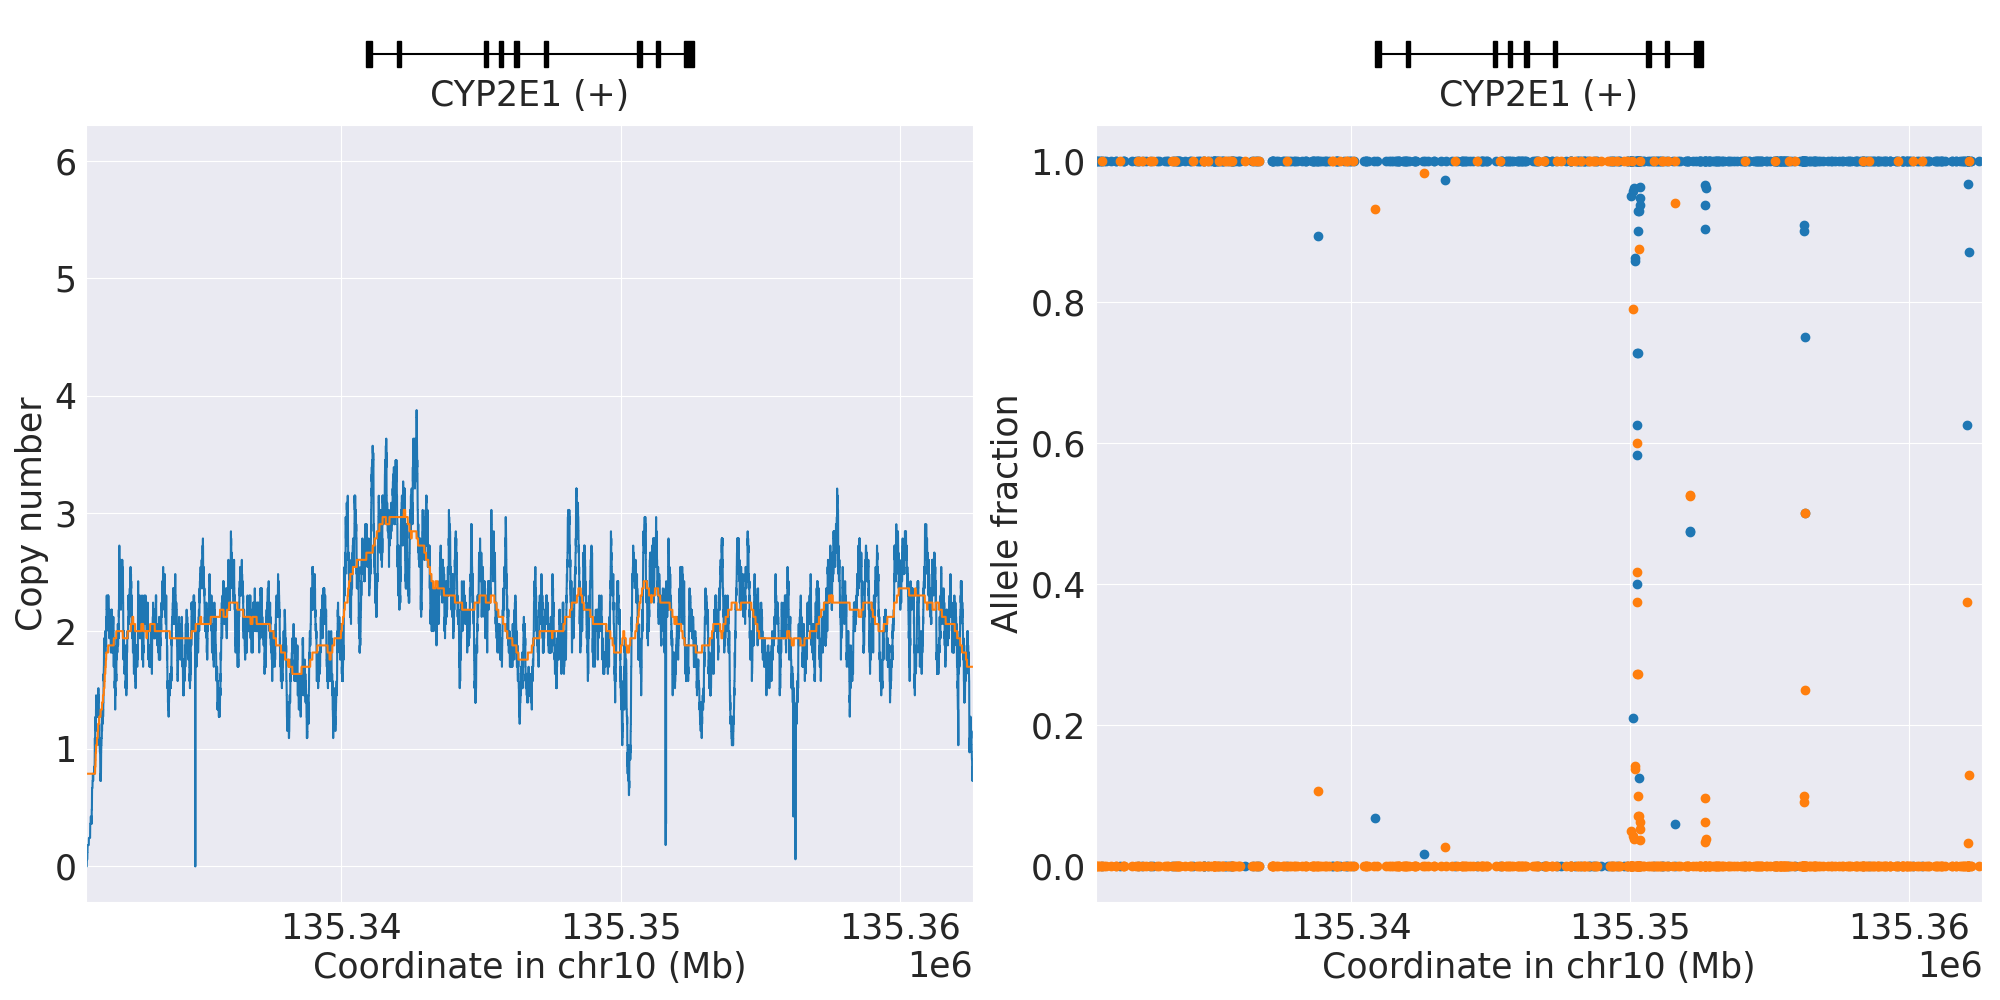 CYP2E1 (+)
6
5
4
3
2
1
0
Copy number
135.34 135.35 135.36
Coordinate in chr10 (Mb)
1e6
CYP2E1 (+)
1.0
0.8
0.6
0.4
0.2
0.0
Allele fraction
135.34 135.35 135.36
Coordinate in chr10 (Mb)
1e6